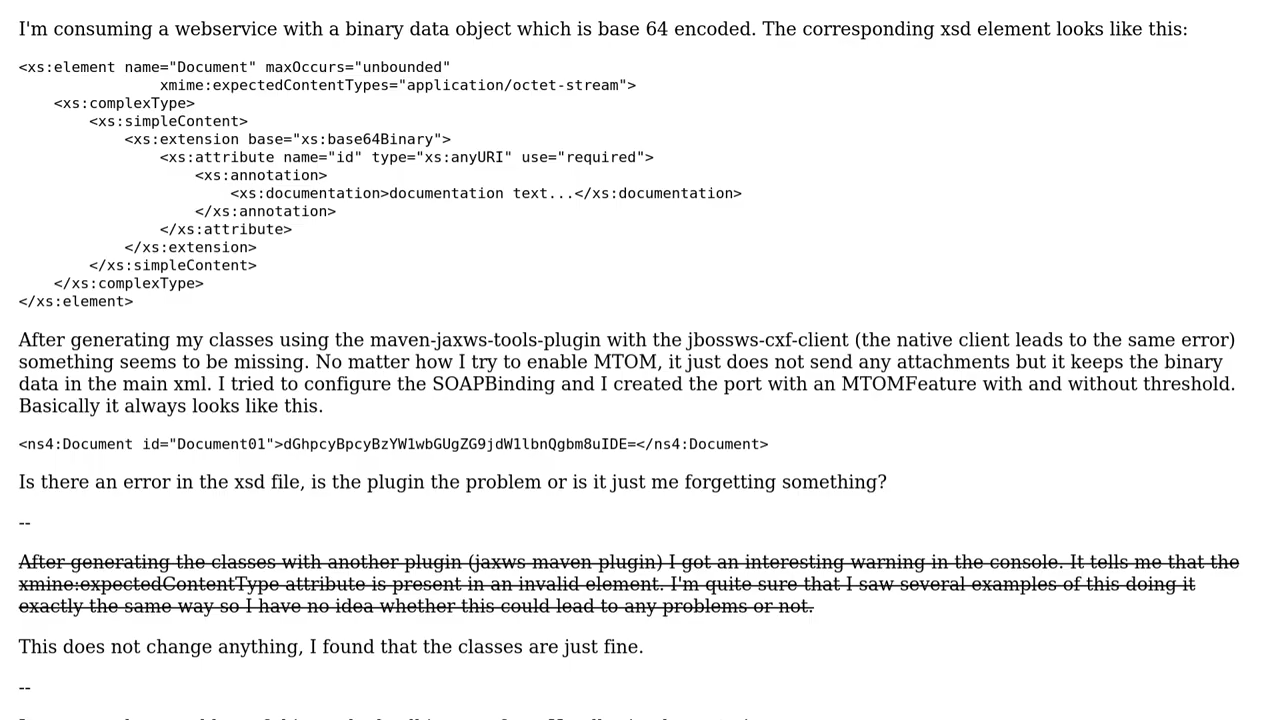 I'm consuming a webservice with a binary data object which is base 64 encoded. The corresponding xsd element looks like this:
<xs:element name="Document" maxOccurs="unbounded"
                xmime:expectedContentTypes="application/octet-stream">
    <xs:complexType>
        <xs:simpleContent>
            <xs:extension base="xs:base64Binary">
                <xs:attribute name="id" type="xs:anyURI" use="required">
                    <xs:annotation>
                        <xs:documentation>documentation text...</xs:documentation>
                    </xs:annotation>
                </xs:attribute>
            </xs:extension>
        </xs:simpleContent>
    </xs:complexType>
</xs:element>
After generating my classes using the maven-jaxws-tools-plugin with the jbossws-cxf-client (the native client leads to the same error)
something seems to be missing. No matter how I try to enable MTOM, it just does not send any attachments but it keeps the binary
data in the main xml. I tried to configure the SOAPBinding and I created the port with an MTOMFeature with and without threshold.
Basically it always looks like this.
<ns4:Document id="Document01">dGhpcyBpcyBzYW1wbGUgZG9jdW1lbnQgbm8uIDE=</ns4:Document>
Is there an error in the xsd file, is the plugin the problem or is it just me forgetting something?
--
After generating the classes with another plugin (jaxws maven plugin) I got an interesting warning in the console. It tells me that the
xmine:expectedContentType attribute is present in an invalid element. I'm quite sure that I saw several examples of this doing it
exactly the same way so I have no idea whether this could lead to any problems or not.
This does not change anything, I found that the classes are just fine.
--